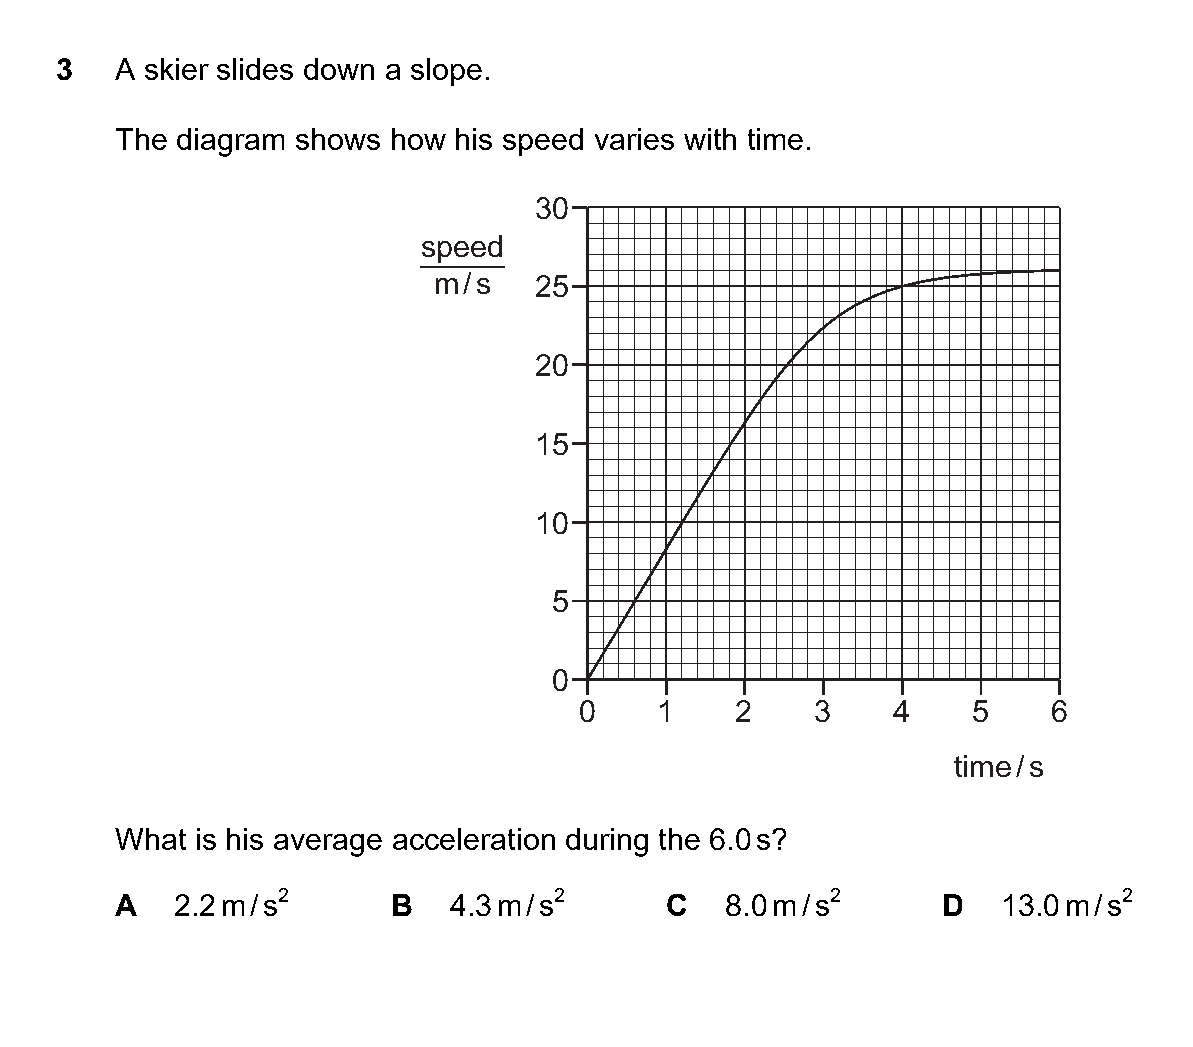 3 A skier slides down a slope.
The diagram shows how his speed varies with time.
30
speed
m / s
25
20
15
10
5
0
0 1 2 3 4 5 6
time / s
What is his average acceleration during the 6.0 s?
A 2.2 m / s² B 4.3 m / s² C 8.0 m / s² D 13.0 m / s²